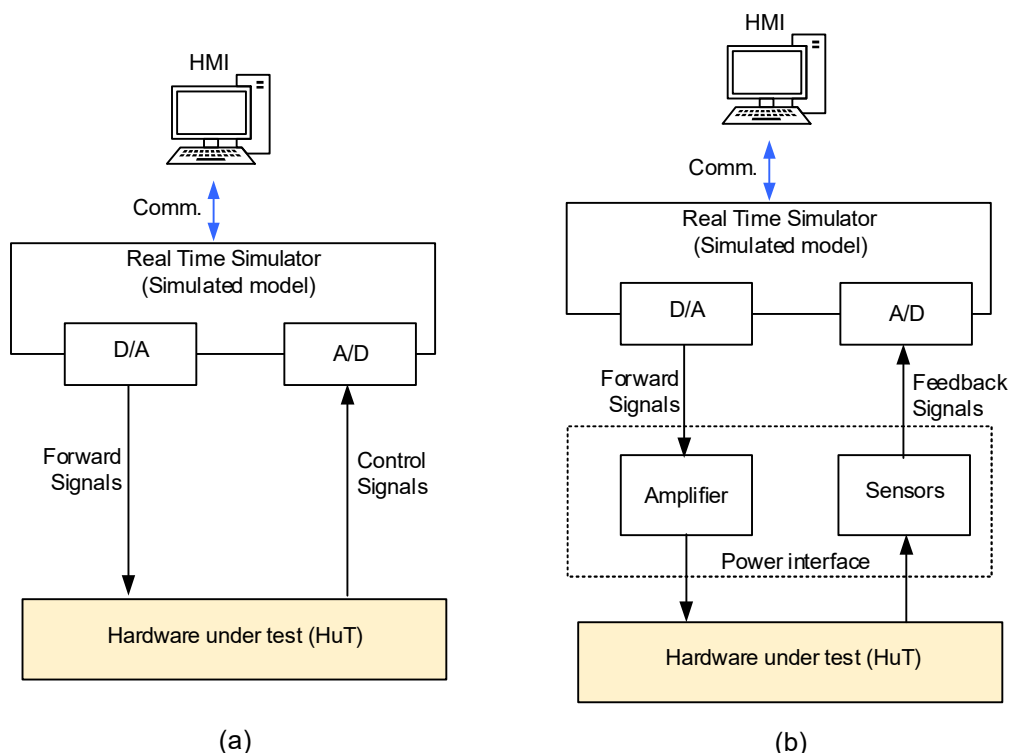 HMI
Comm.
Real Time Simulator
(Simulated model)
D/A
A/D
Forward
Signals
Control
Signals
Hardware under test (HuT)
(a)
HMI
Comm.
Real Time Simulator
(Simulated model)
D/A
A/D
Forward
Signals
Feedback
Signals
Amplifier
Sensors
Power interface
Hardware under test (HuT)
(b)